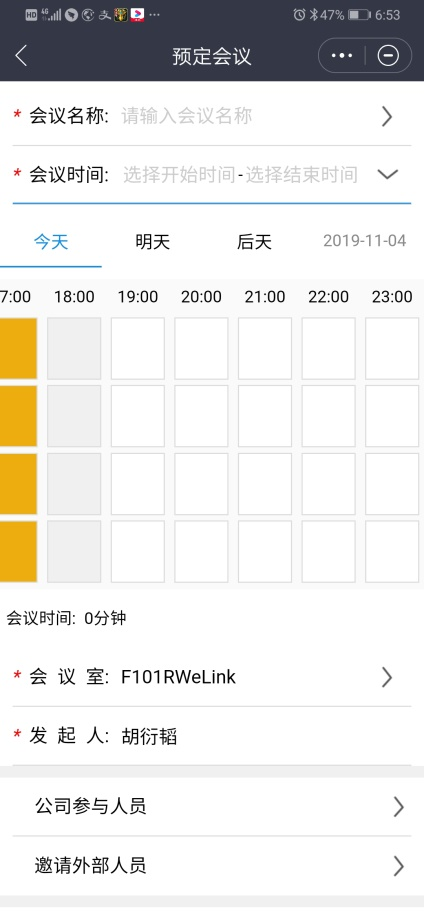 HD 4G 支 ··· 47% 6:53
预定会议
* 会议名称: 请输入会议名称
* 会议时间: 选择开始时间-选择结束时间
今天 明天 后天 2019-11-04
7:00 18:00 19:00 20:00 21:00 22:00 23:00
会议时间: 0分钟
* 会 议 室: F101RWeLink
* 发 起 人: 胡衍韬
公司参与人员
邀请外部人员